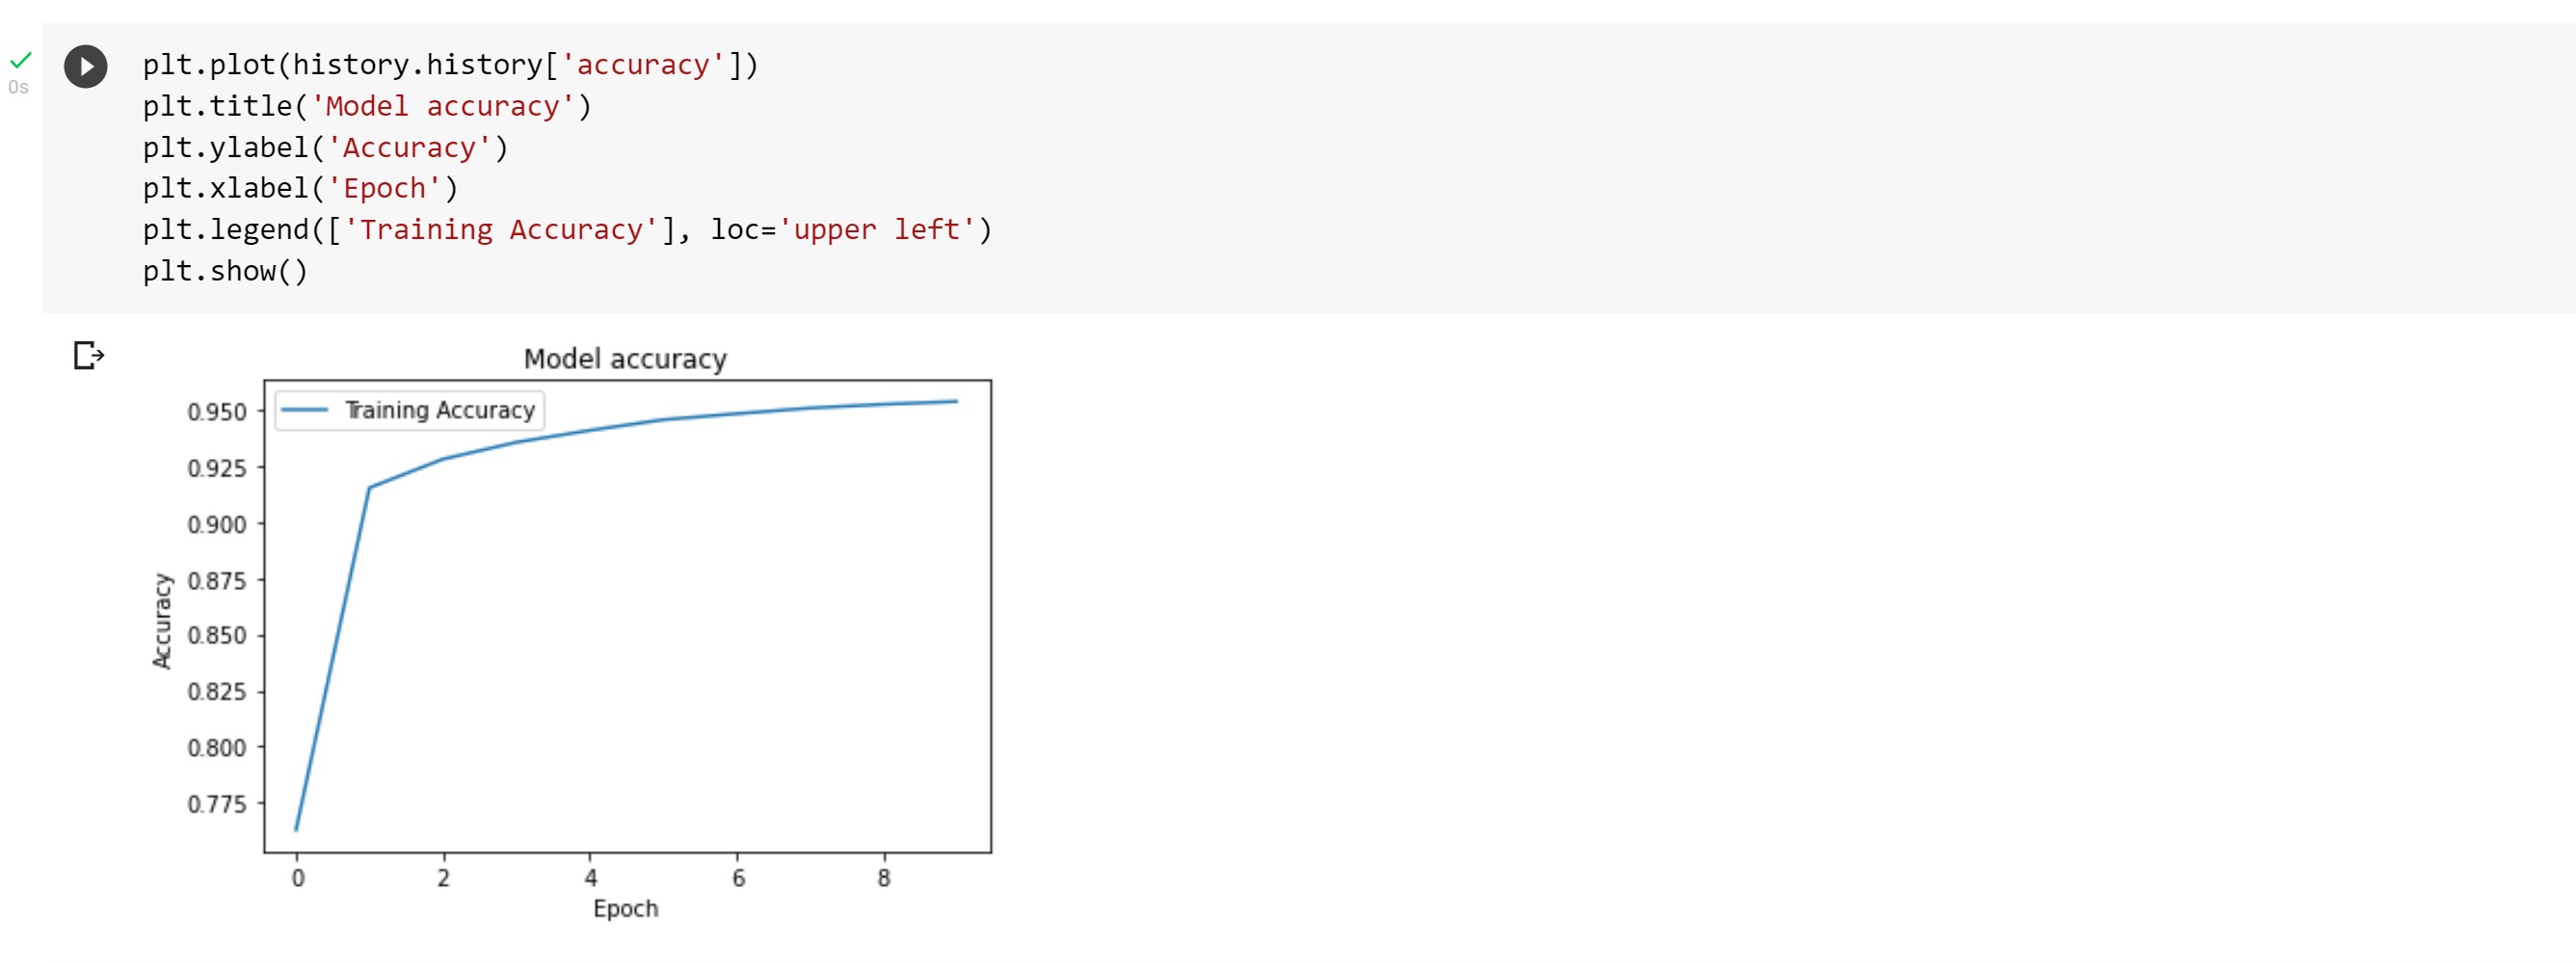 plt.plot(history.history['accuracy'])
plt.title('Model accuracy')
plt.ylabel('Accuracy')
plt.xlabel('Epoch')
plt.legend(['Training Accuracy'], loc='upper left')
plt.show()
0s
Model accuracy
Training Accuracy
0.950
0.925
0.900
0.875
0.850
0.825
0.800
0.775
Accuracy
0 2 4 6 8
Epoch